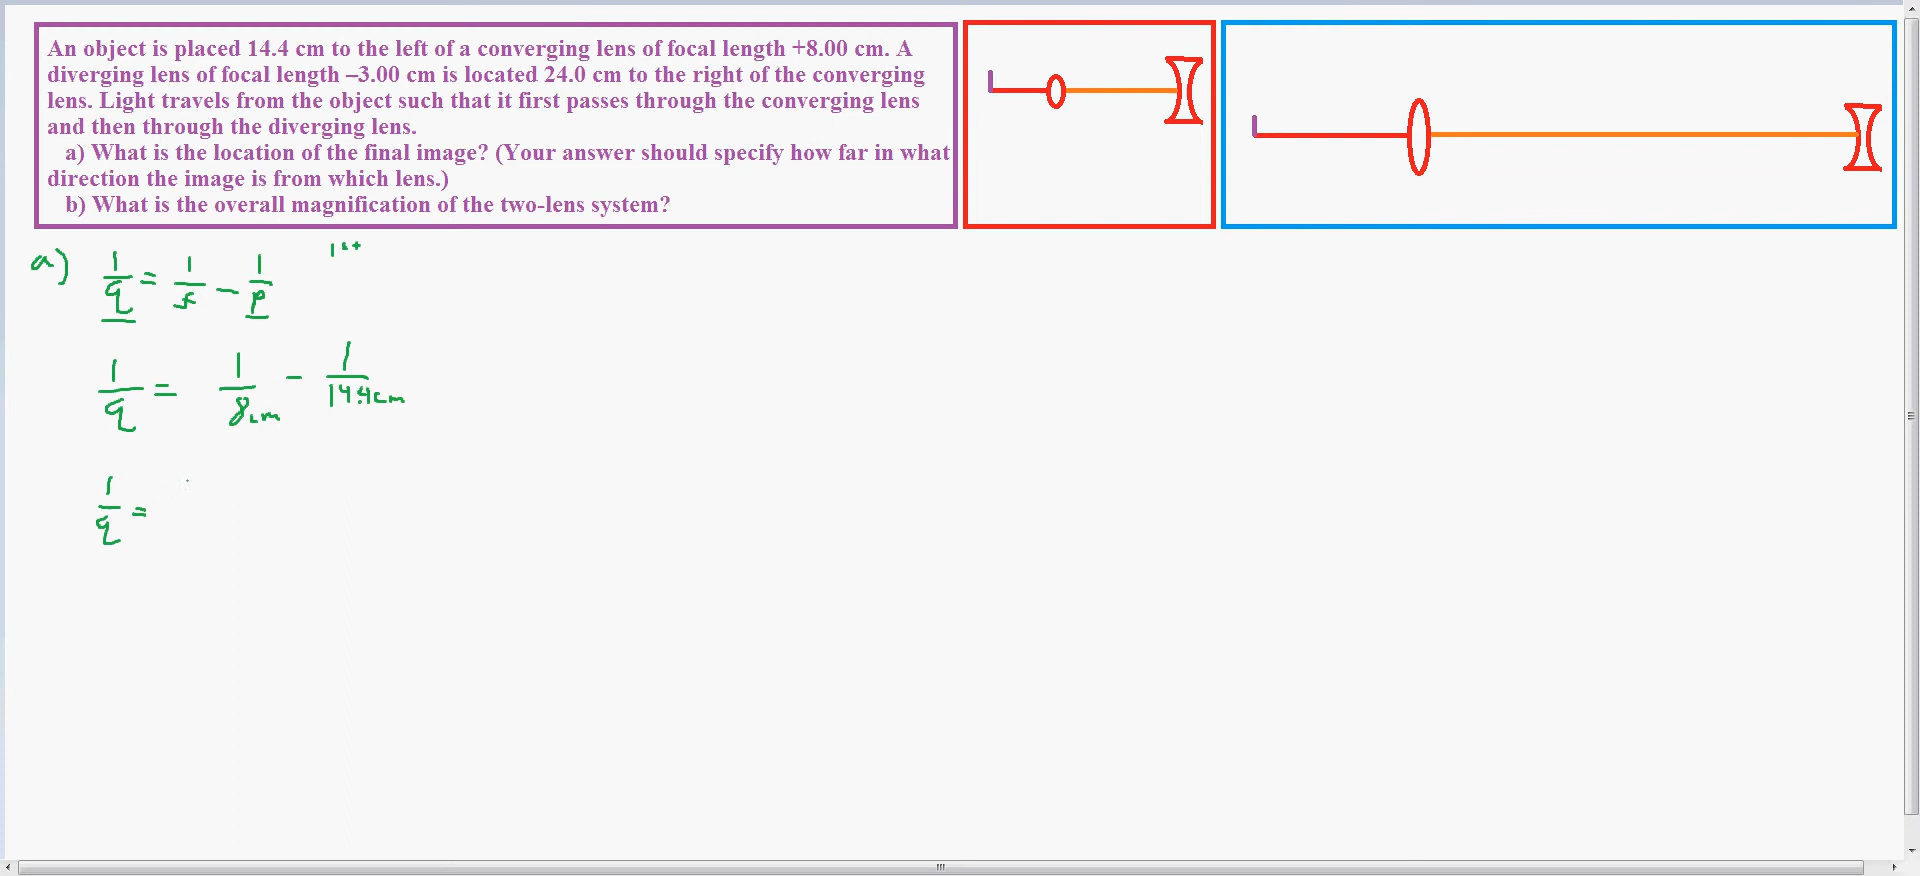 An object is placed 14.4 cm to the left of a converging lens of focal length +8.00 cm. A
diverging lens of focal length –3.00 cm is located 24.0 cm to the right of the converging
lens. Light travels from the object such that it first passes through the converging lens
and then through the diverging lens.
a) What is the location of the final image? (Your answer should specify how far in what
direction the image is from which lens.)
b) What is the overall magnification of the two-lens system?
a) 1/q = 1/f - 1/p 1st
1/q = 1/8cm - 1/14.4cm
1/q =